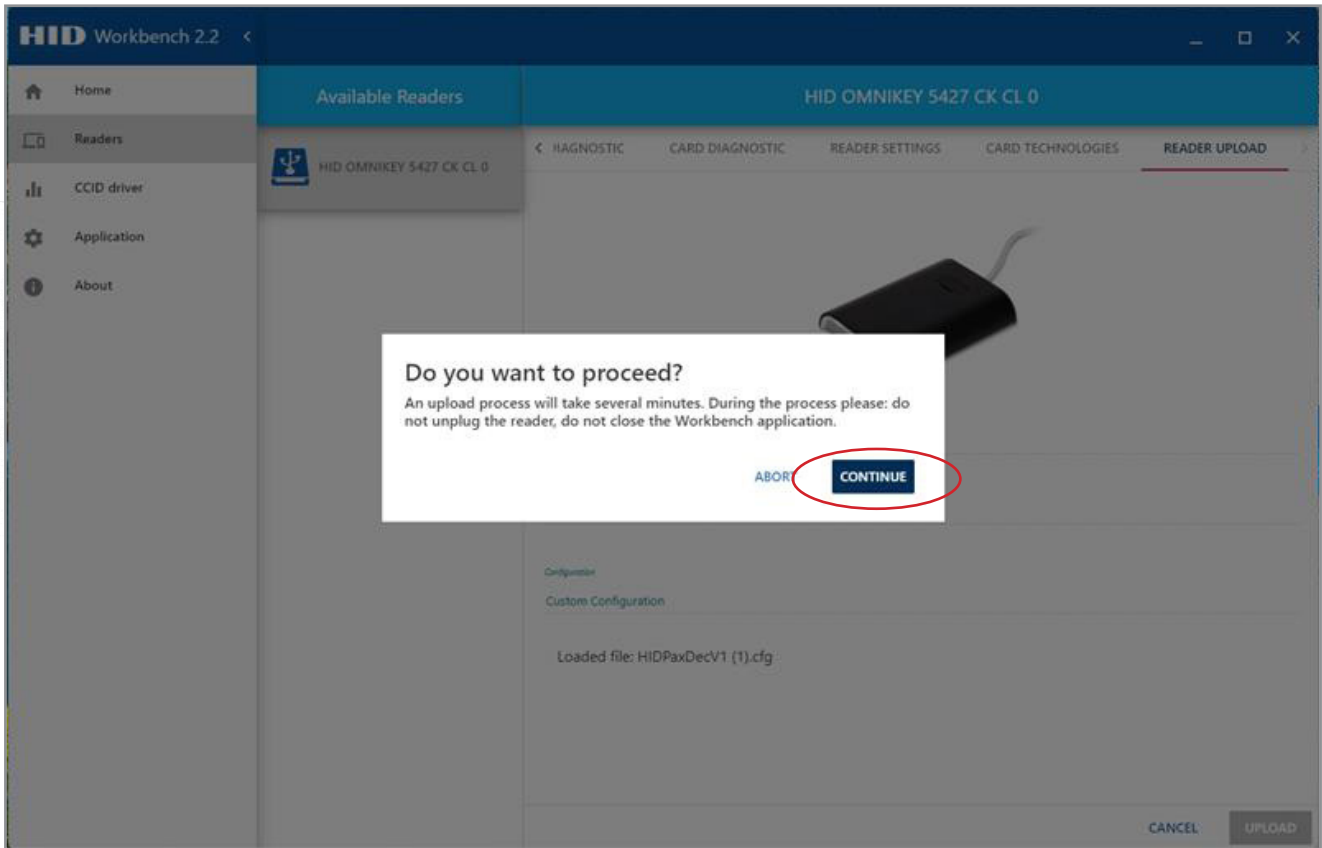 HID Workbench 2.2 <
Home
Readers
CCID driver
Application
About
Available Readers
HID OMNIKEY 5427 CK CL 0
HID OMNIKEY 5427 CK CL 0
CARD DIAGNOSTIC
READER SETTINGS
CARD TECHNOLOGIES
READER UPLOAD
Do you want to proceed?
An upload process will take several minutes. During the process please: do
not unplug the reader, do not close the Workbench application.
ABORT
CONTINUE
Configuration
Custom Configuration
Loaded file: HIDPaxDecV1 (1).cfg
CANCEL
UPLOAD